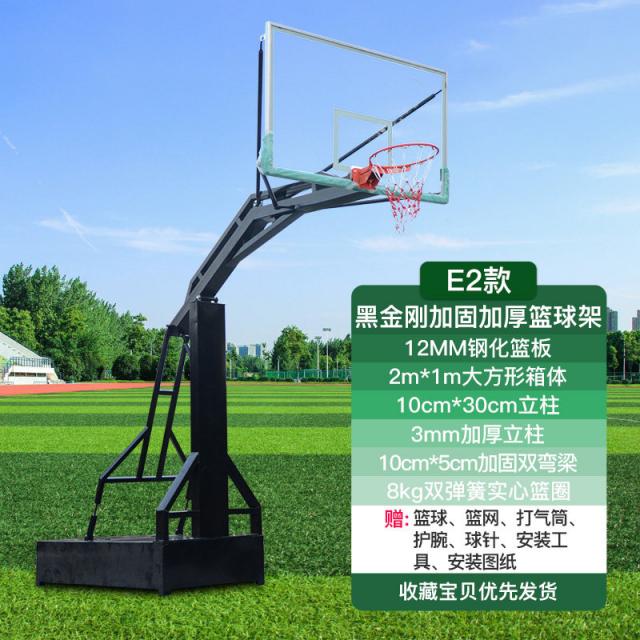 E2款
黑金刚加固加厚篮球架
12MM钢化篮板
2m*1m大方形箱体
10cm*30cm立柱
3mm加厚立柱
10cm*5cm加固双弯梁
8kg双弹簧实心篮圈
赠: 篮球、篮网、打气筒、
护腕、球针、安装工
具、安装图纸
收藏宝贝优先发货